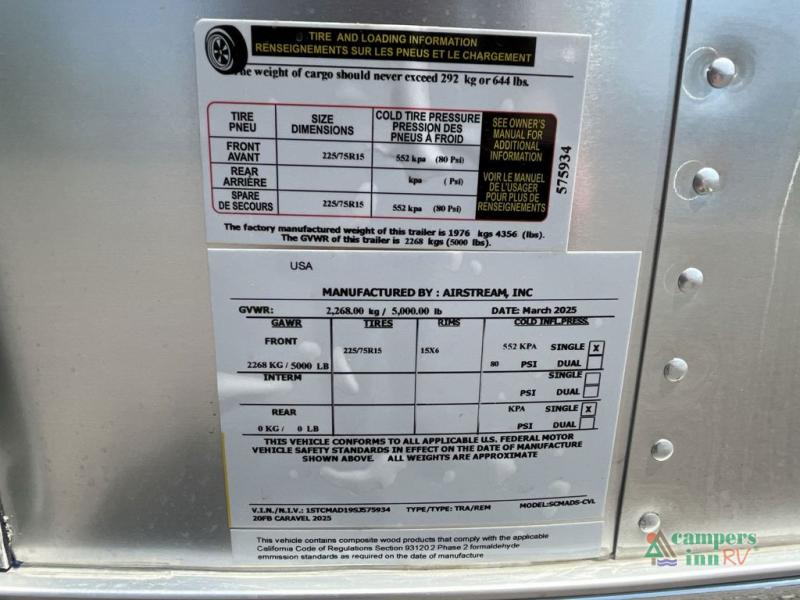 TIRE AND LOADING INFORMATION
RENSEIGNEMENTS SUR LES PNEUS ET LE CHARGEMENT
The weight of cargo should never exceed 292 kg or 644 lbs.
TIRE SIZE COLD TIRE PRESSURE
PNEU DIMENSIONS PRESSION DES
PNEUS À FROID
FRONT
AVANT 225/75R15 552 kpa (80 Psi)
REAR
ARRIÈRE kpa ( Psi)
SPARE
DE SECOURS 225/75R15 552 kpa (80 Psi)
SEE OWNER'S
MANUAL FOR
ADDITIONAL
INFORMATION
VOIR LE MANUEL
DE L'USAGER
POUR PLUS DE
RENSEIGNEMENTS
575934
The factory manufactured weight of this trailer is 1976 kgs 4356 (lbs).
The GVWR of this trailer is 2268 kgs (5000 lbs).
USA
MANUFACTURED BY : AIRSTREAM, INC
GVWR: 2,268.00 kg / 5,000.00 lb DATE: March 2025
GAWR TIRES RIMS COLD INFL.PRESS.
FRONT 225/75R15 15X6 552 KPA SINGLE X
2268 KG / 5000 LB 80 PSI DUAL
INTERM SINGLE
PSI DUAL
REAR KPA SINGLE X
0 KG / 0 LB PSI DUAL
THIS VEHICLE CONFORMS TO ALL APPLICABLE U.S. FEDERAL MOTOR
VEHICLE SAFETY STANDARDS IN EFFECT ON THE DATE OF MANUFACTURE
SHOWN ABOVE. ALL WEIGHTS ARE APPROXIMATE
V.I.N./N.I.V.: 1STCMAD19SJ575934 TYPE/TYPE: TRA/REM MODEL:SCMADS-CVL
20FB CARAVEL 2025
This vehicle contains composite wood products that comply with the applicable
California Code of Regulations Section 93120.2 Phase 2 formaldehyde
emmission standards as required on the date of manufacture
campers
inn RV